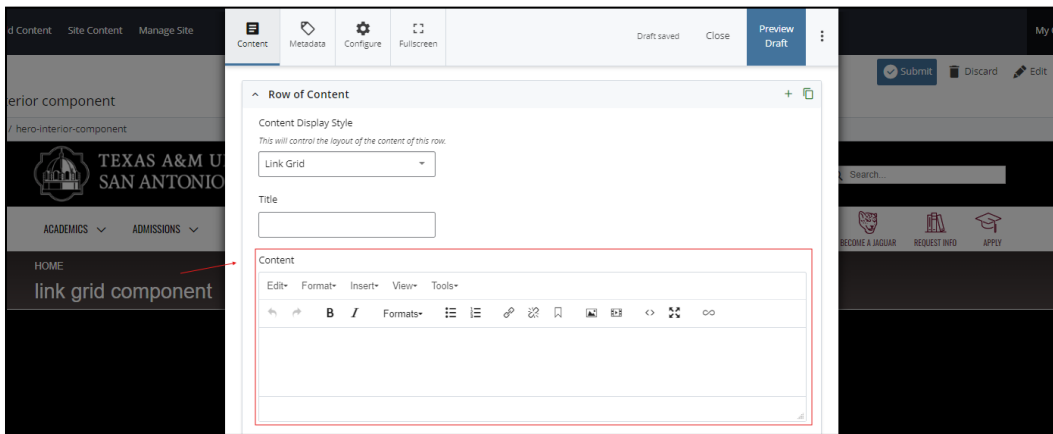 d Content Site Content Manage Site
Content Metadata Configure Fullscreen Draft saved Close Preview Draft
My
Submit Discard Edit
erior component
/ hero-interior-component
Row of Content
Content Display Style
This will control the layout of the content of this row.
Link Grid
TEXAS A&M U
SAN ANTONIO
Search...
Title
ACADEMICS ADMISSIONS
BECOME A JAGUAR REQUEST INFO APPLY
HOME
link grid component
Content
Edit Format Insert View Tools
B I Formats